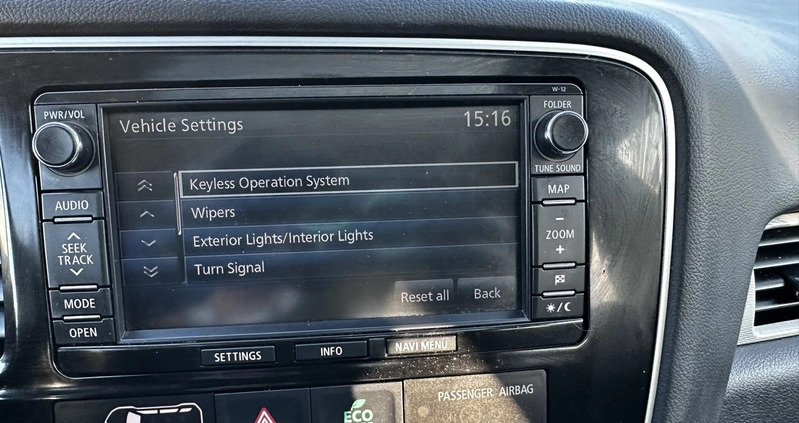 W-12
PWR/VOL
FOLDER
Vehicle Settings
15:16
TUNE SOUND
Keyless Operation System
AUDIO
MAP
Wipers
SEEK
TRACK
ZOOM
Exterior Lights/Interior Lights
Turn Signal
MODE
Reset all
Back
OPEN
SETTINGS
INFO
NAVI MENU
PASSENGER AIRBAG
ECO